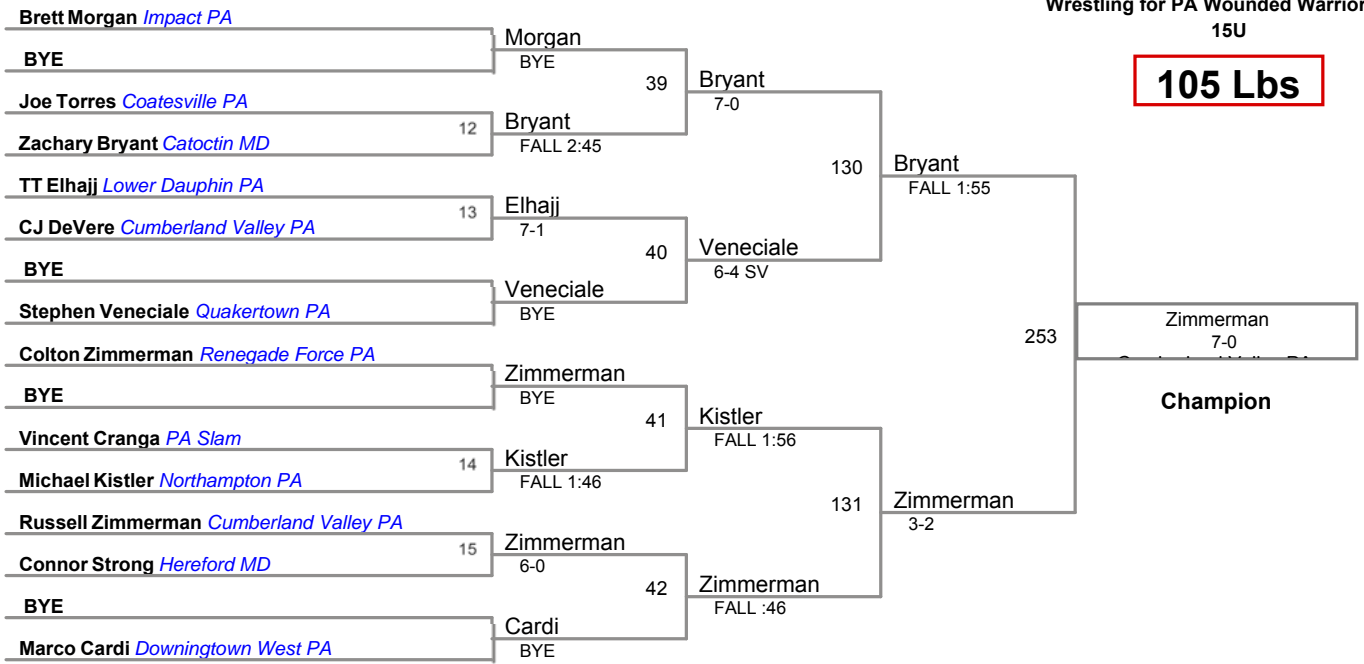 Wrestling for PA Wounded Warrior
15U
105 Lbs
Brett Morgan Impact PA
BYE
Joe Torres Coatesville PA
Zachary Bryant Catoctin MD
TT Elhajj Lower Dauphin PA
CJ DeVere Cumberland Valley PA
BYE
Stephen Veneciale Quakertown PA
Colton Zimmerman Renegade Force PA
BYE
Vincent Cranga PA Slam
Michael Kistler Northampton PA
Russell Zimmerman Cumberland Valley PA
Connor Strong Hereford MD
BYE
Marco Cardi Downingtown West PA
12
13
14
15
Morgan
BYE
Bryant
FALL 2:45
Elhajj
7-1
Veneciale
BYE
Zimmerman
BYE
Kistler
FALL 1:46
Zimmerman
6-0
Cardi
BYE
39
40
41
42
Bryant
7-0
Veneciale
6-4 SV
Kistler
FALL 1:56
Zimmerman
FALL :46
130
131
Bryant
FALL 1:55
Zimmerman
3-2
253
Zimmerman
7-0
Champion